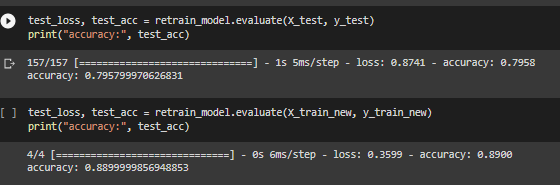 test_loss, test_acc = retrain_model.evaluate(X_test, y_test)
print("accuracy:", test_acc)
157/157 [==============================] - 1s 5ms/step - loss: 0.8741 - accuracy: 0.7958
accuracy: 0.795799970626831
[ ] test_loss, test_acc = retrain_model.evaluate(X_train_new, y_train_new)
print("accuracy:", test_acc)
4/4 [==============================] - 0s 6ms/step - loss: 0.3599 - accuracy: 0.8900
accuracy: 0.8899999856948853